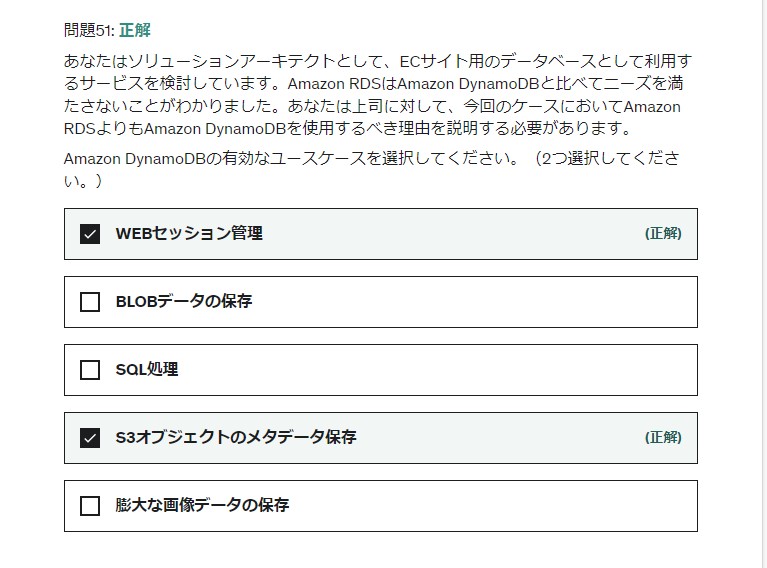 問題51: 正解
あなたはソリューションアーキテクトとして、ECサイト用のデータベースとして利用す
るサービスを検討しています。Amazon RDSはAmazon DynamoDBと比べてニーズを満
たさないことがわかりました。あなたは上司に対して、今回のケースにおいてAmazon
RDSよりもAmazon DynamoDBを使用するべき理由を説明する必要があります。
Amazon DynamoDBの有効なユースケースを選択してください。（2つ選択してくださ
い。）
WEBセッション管理 (正解)
BLOBデータの保存
SQL処理
S3オブジェクトのメタデータ保存 (正解)
膨大な画像データの保存